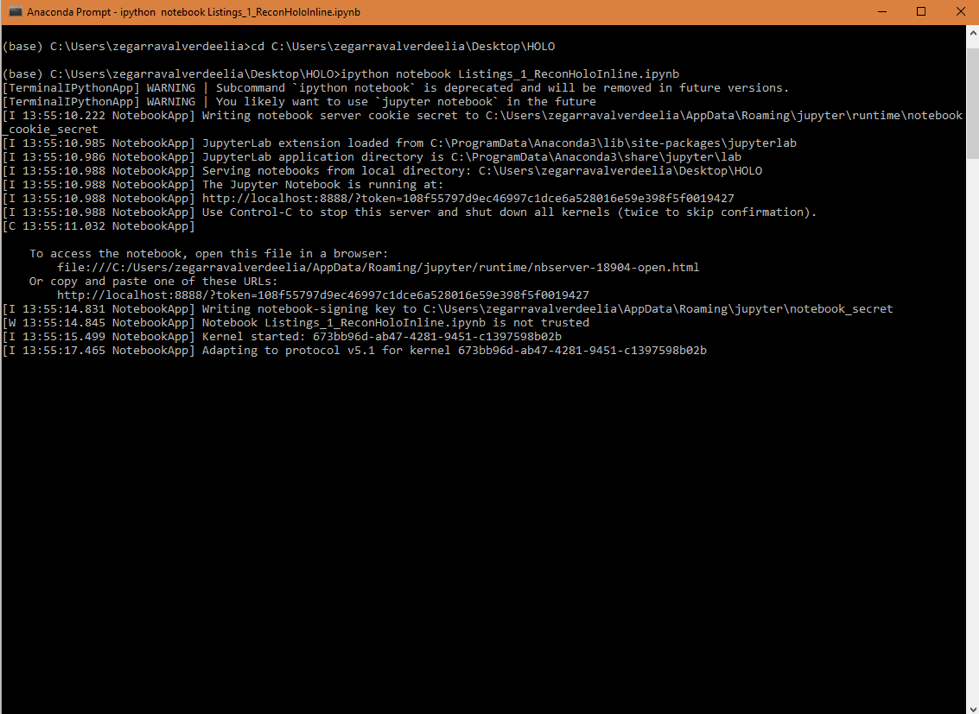 Anaconda Prompt - ipython  notebook Listings_1_ReconHoloInline.ipynb
(base) C:\Users\zegarravalverdeelia>cd C:\Users\zegarravalverdeelia\Desktop\HOLO
(base) C:\Users\zegarravalverdeelia\Desktop\HOLO>ipython notebook Listings_1_ReconHoloInline.ipynb
[TerminalIPythonApp] WARNING | Subcommand `ipython notebook` is deprecated and will be removed in future versions.
[TerminalIPythonApp] WARNING | You likely want to use `jupyter notebook` in the future
[I 13:55:10.222 NotebookApp] Writing notebook server cookie secret to C:\Users\zegarravalverdeelia\AppData\Roaming\jupyter\runtime\notebook
_cookie_secret
[I 13:55:10.985 NotebookApp] JupyterLab extension loaded from C:\ProgramData\Anaconda3\lib\site-packages\jupyterlab
[I 13:55:10.986 NotebookApp] JupyterLab application directory is C:\ProgramData\Anaconda3\share\jupyter\lab
[I 13:55:10.988 NotebookApp] Serving notebooks from local directory: C:\Users\zegarravalverdeelia\Desktop\HOLO
[I 13:55:10.988 NotebookApp] The Jupyter Notebook is running at:
[I 13:55:10.988 NotebookApp] http://localhost:8888/?token=108f55797d9ec46997c1dce6a528016e59e398f5f0019427
[I 13:55:10.988 NotebookApp] Use Control-C to stop this server and shut down all kernels (twice to skip confirmation).
[C 13:55:11.032 NotebookApp]
To access the notebook, open this file in a browser:
file:///C:/Users/zegarravalverdeelia/AppData/Roaming/jupyter/runtime/nbserver-18904-open.html
Or copy and paste one of these URLs:
http://localhost:8888/?token=108f55797d9ec46997c1dce6a528016e59e398f5f0019427
[I 13:55:14.831 NotebookApp] Writing notebook-signing key to C:\Users\zegarravalverdeelia\AppData\Roaming\jupyter\notebook_secret
[W 13:55:14.845 NotebookApp] Notebook Listings_1_ReconHoloInline.ipynb is not trusted
[I 13:55:15.499 NotebookApp] Kernel started: 673bb96d-ab47-4281-9451-c1397598b02b
[I 13:55:17.465 NotebookApp] Adapting to protocol v5.1 for kernel 673bb96d-ab47-4281-9451-c1397598b02b